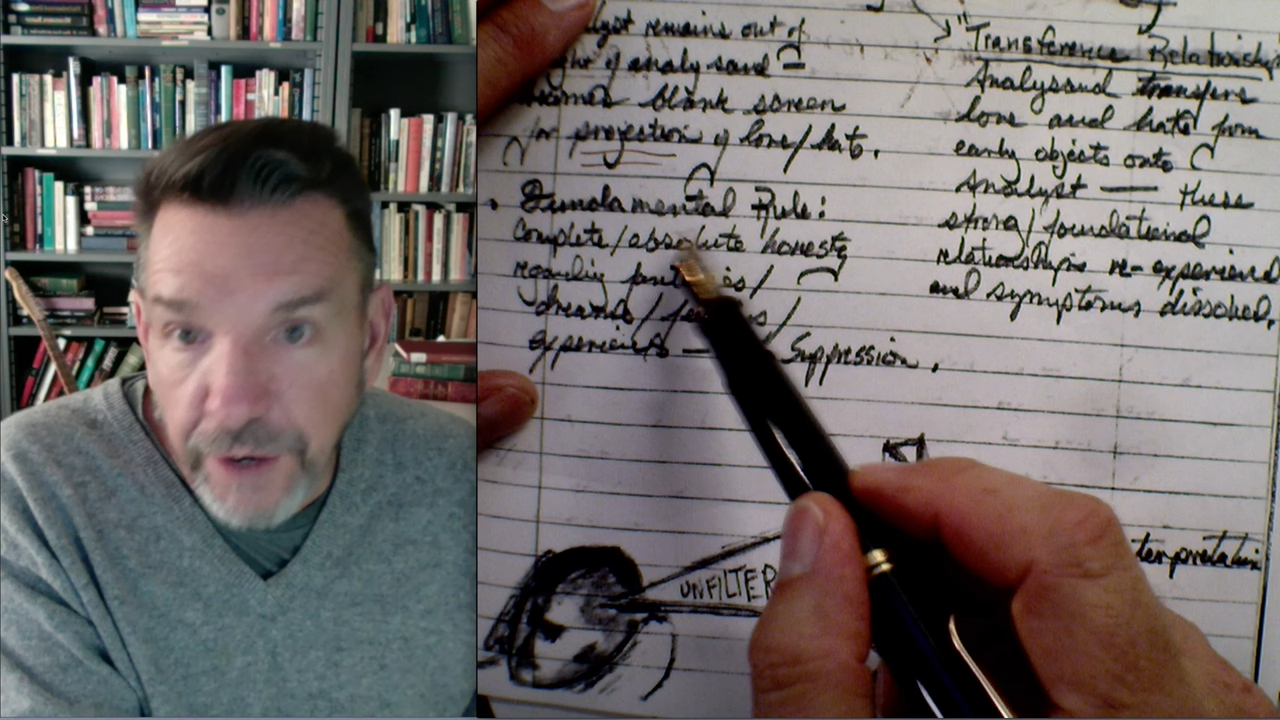 remains out of
of analysand =
blank screen
for projection of love/hate.
• Fundamental Rule:
Complete/absolute honesty
regarding
dreams/
experiences — Suppression.
UNFILTER
"Transference Relationship
Analysand transfers
love and hate from
early objects onto
Analyst — these
strong/foundational
relationships re-experienced
and symptoms dissolved.
terpretation